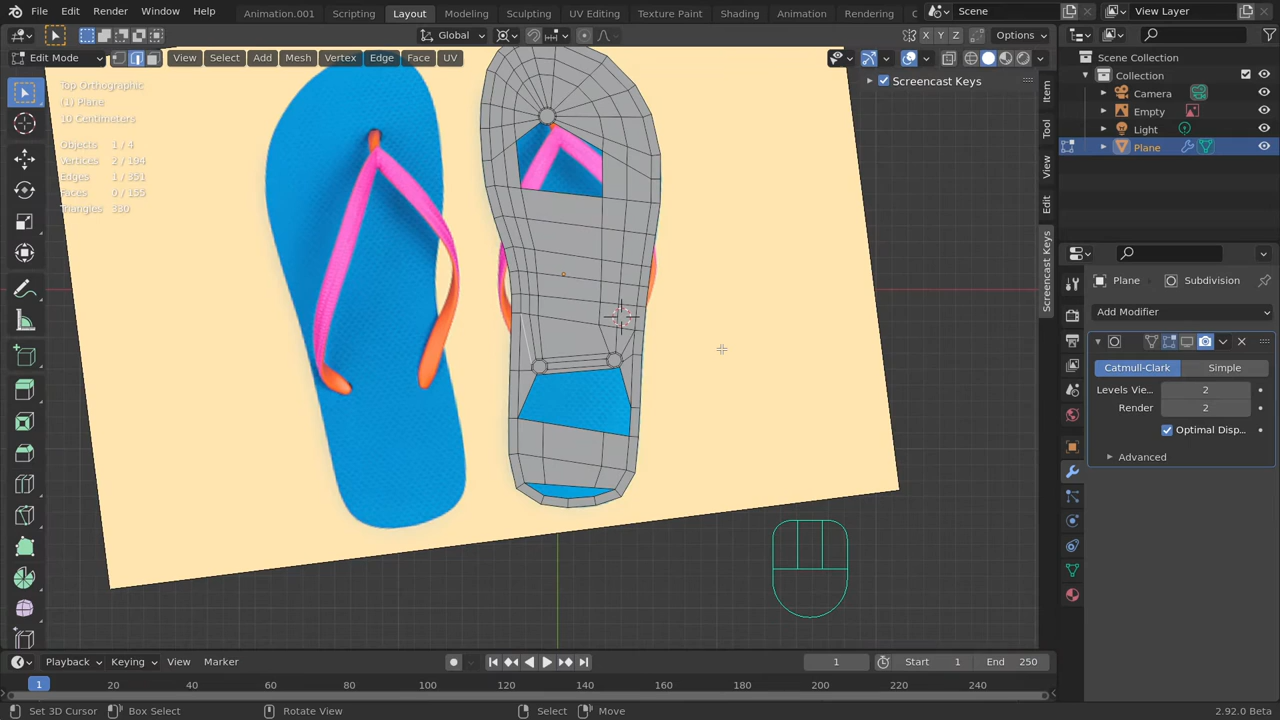 File Edit Render Window Help Animation.001 Scripting Layout Modeling Sculpting UV Editing Texture Paint Shading Animation Rendering C Scene View Layer
Global X Y Z Options
Edit Mode View Select Add Mesh Vertex Edge Face UV
Top Orthographic
(1) Plane
10 Centimeters
Objects 1 / 4
Vertices 2 / 194
Edges 1 / 351
Faces 0 / 155
Triangles 330
Screencast Keys
Item
Tool
View
Edit
Screencast Keys
Scene Collection
Collection
Camera
Empty
Light
Plane
Plane Subdivision
Add Modifier
Catmull-Clark Simple
Levels Vie... 2
Render 2
Optimal Disp...
Advanced
Playback Keying View Marker 1 Start 1 End 250
1 20 40 60 80 100 120 140 160 180 200 220 240
Set 3D Cursor Box Select Rotate View Select Move 2.92.0 Beta